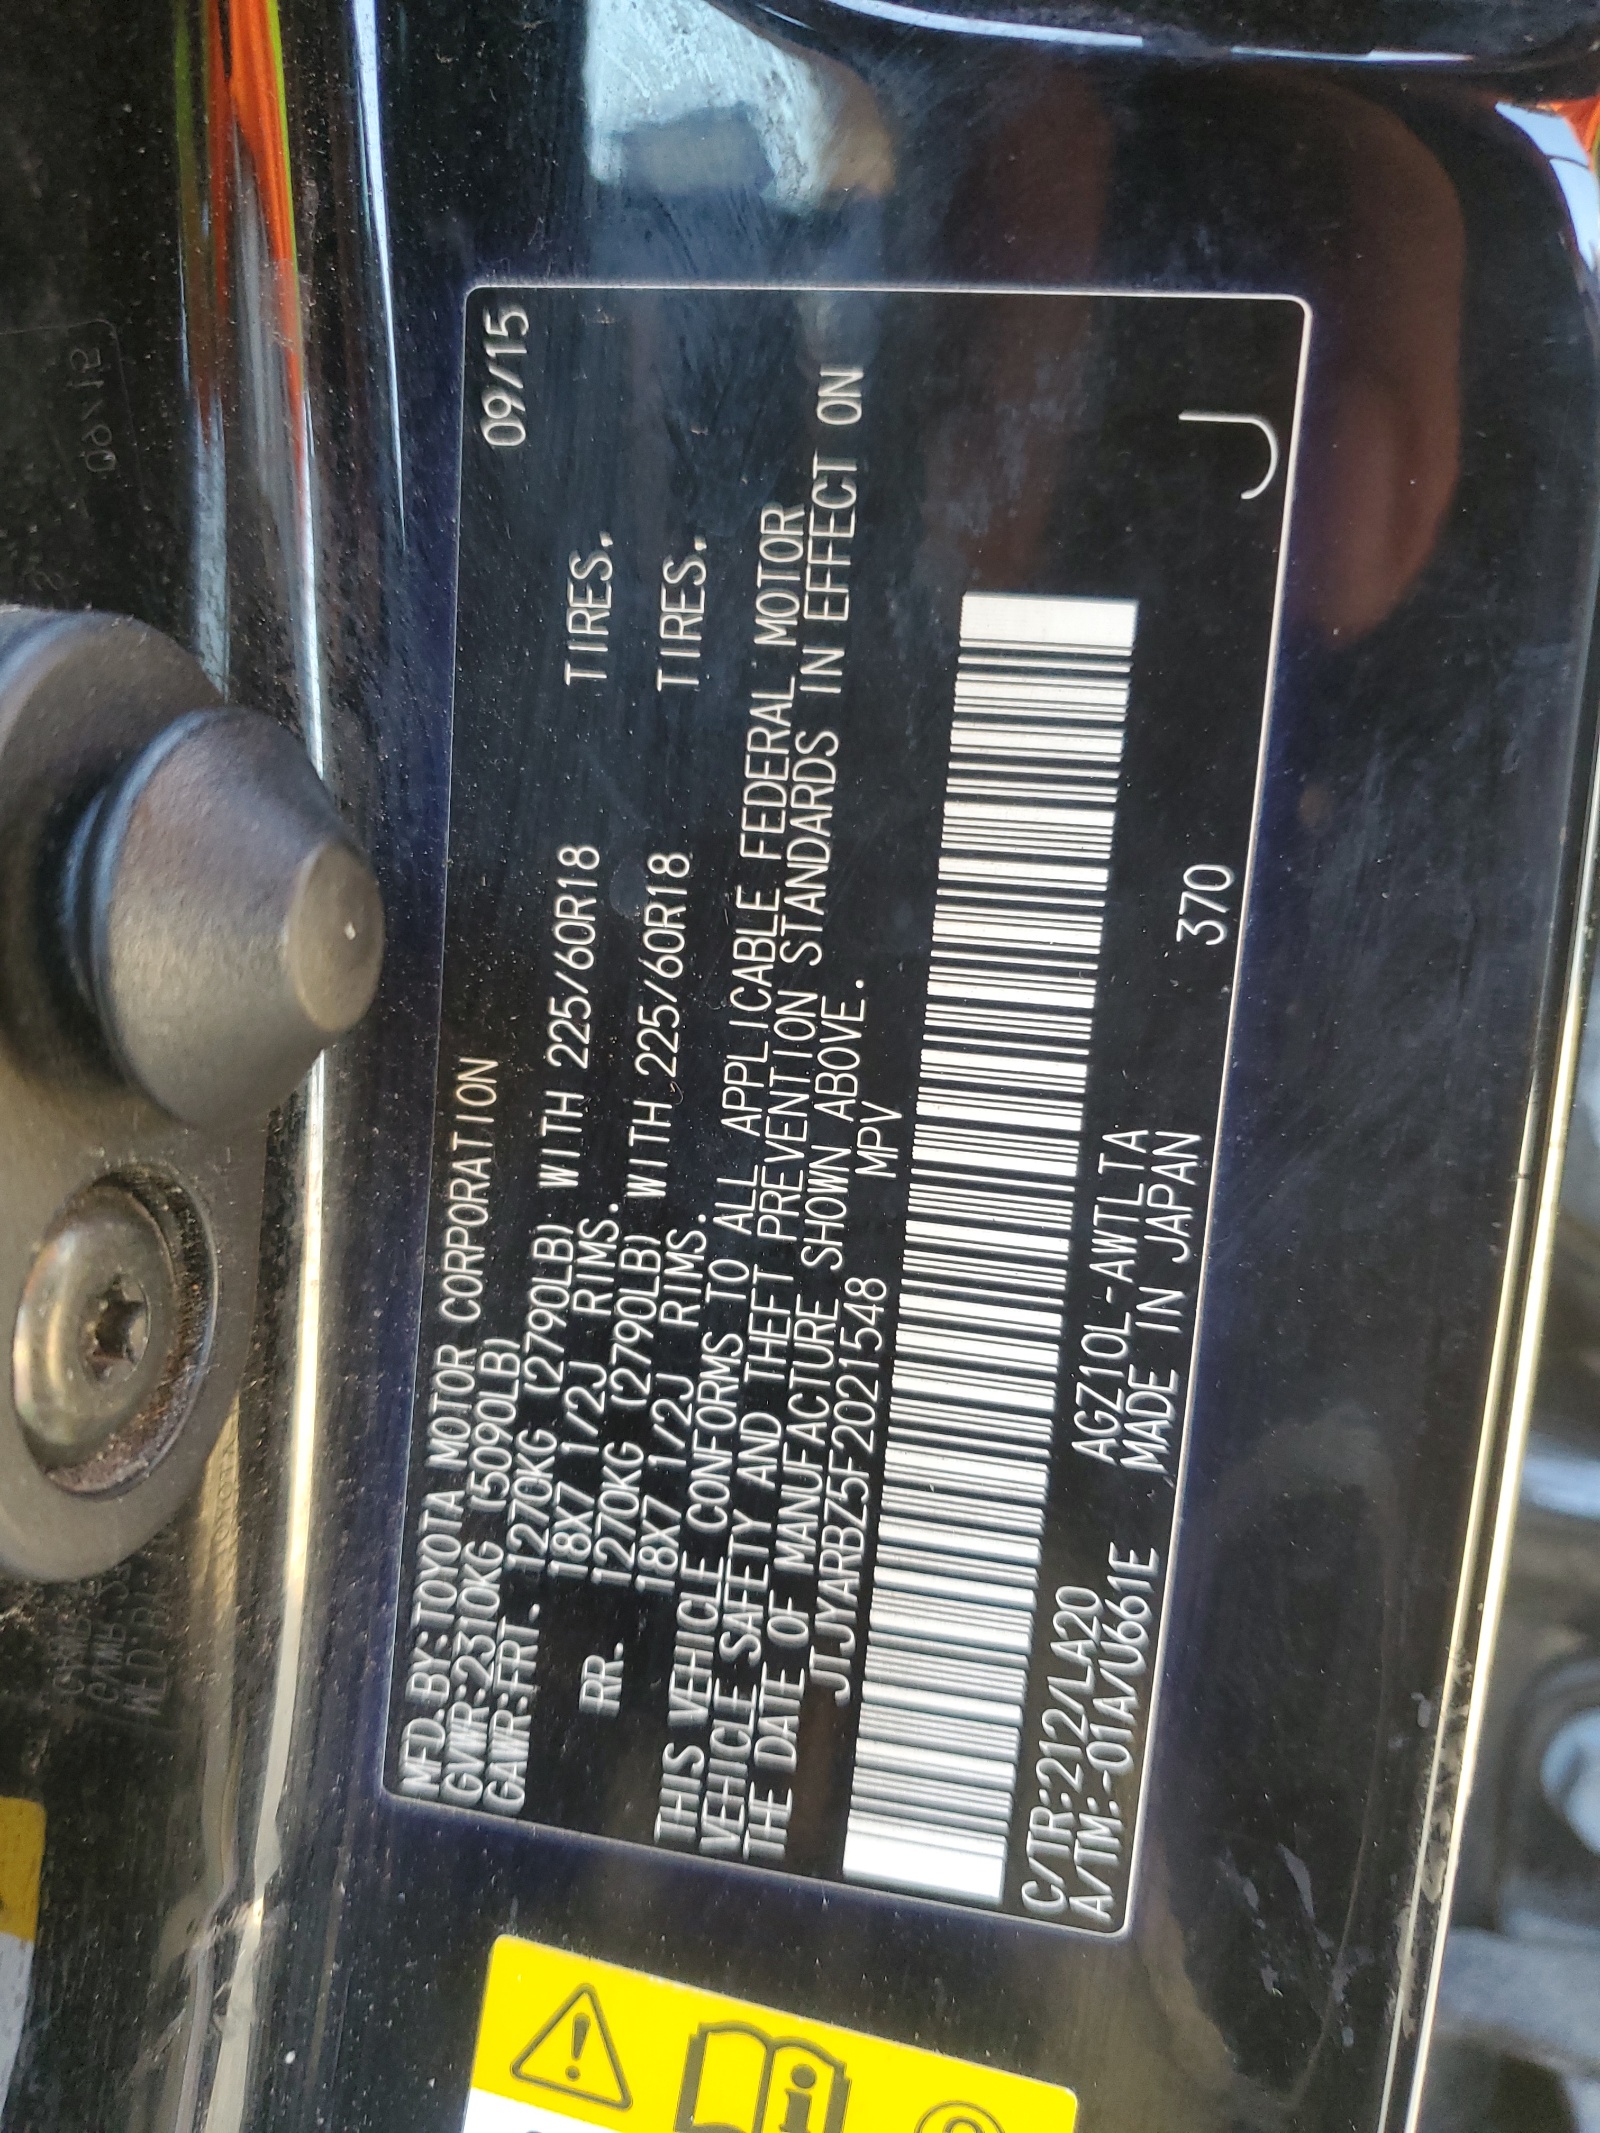 MFD.BY:TOYOTA MOTOR CORPORATION 09/15
GVWR:2310KG (5090LB)
GAWR:FRT. 1270KG (2790LB) WITH 225/60R18 TIRES,
18X7 1/2J RIMS.
RR. 1270KG (2790LB) WITH 225/60R18 TIRES,
18X7 1/2J RIMS.
THIS VEHICLE CONFORMS TO ALL APPLICABLE FEDERAL MOTOR
VEHICLE SAFETY AND THEFT PREVENTION STANDARDS IN EFFECT ON
THE DATE OF MANUFACTURE SHOWN ABOVE.
JTJYARBZ5F2021548 MPV
C/TR:212/LA20 AGZ10L-AWTLTA
A/TM:-01A/U661E MADE IN JAPAN 370 J